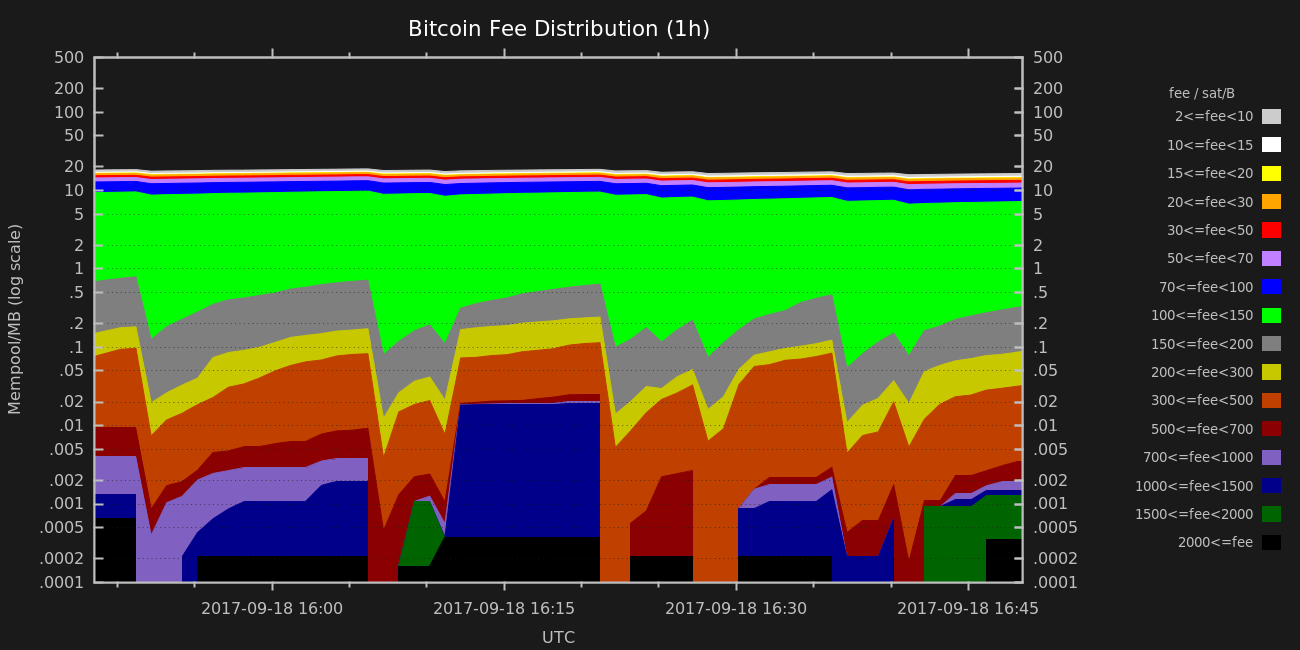 Bitcoin Fee Distribution (1h)
Mempool/MB (log scale)
500
200
100
50
20
10
5
2
1
.5
.2
.1
.05
.02
.01
.005
.002
.001
.0005
.0002
.0001
500
200
100
50
20
10
5
2
1
.5
.2
.1
.05
.02
.01
.005
.002
.001
.0005
.0002
.0001
2017-09-18 16:00
2017-09-18 16:15
2017-09-18 16:30
2017-09-18 16:45
UTC
fee / sat/B
2<=fee<10
10<=fee<15
15<=fee<20
20<=fee<30
30<=fee<50
50<=fee<70
70<=fee<100
100<=fee<150
150<=fee<200
200<=fee<300
300<=fee<500
500<=fee<700
700<=fee<1000
1000<=fee<1500
1500<=fee<2000
2000<=fee